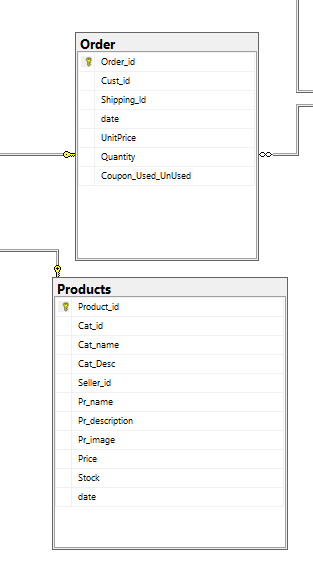 Order
Order_id
Cust_id
Shipping_Id
date
UnitPrice
Quantity
Coupon_Used_UnUsed
Products
Product_id
Cat_id
Cat_name
Cat_Desc
Seller_id
Pr_name
Pr_description
Pr_image
Price
Stock
date